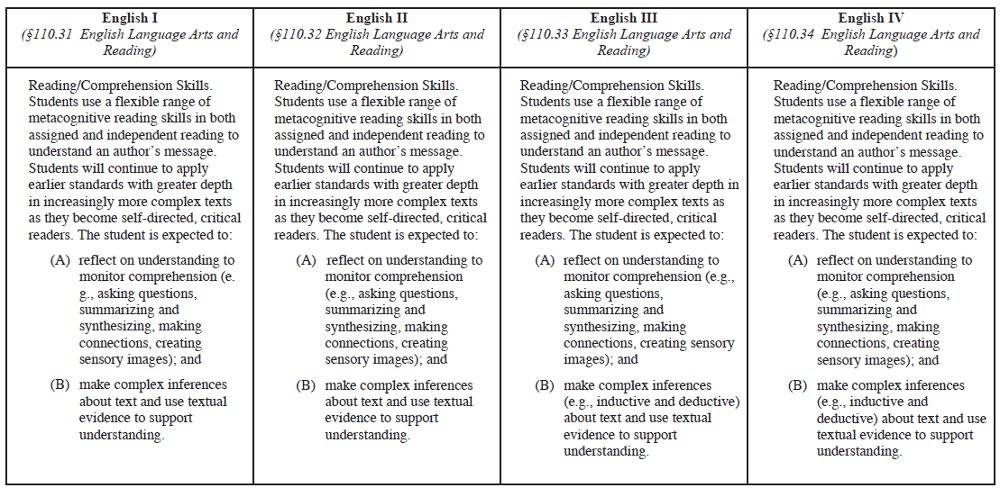 English I
(§110.31 English Language Arts and
Reading)
Reading/Comprehension Skills.
Students use a flexible range of
metacognitive reading skills in both
assigned and independent reading to
understand an author’s message.
Students will continue to apply
earlier standards with greater depth
in increasingly more complex texts
as they become self-directed, critical
readers. The student is expected to:
(A) reflect on understanding to
monitor comprehension (e.
g., asking questions,
summarizing and
synthesizing, making
connections, creating
sensory images); and
(B) make complex inferences
about text and use textual
evidence to support
understanding.
English II
(§110.32 English Language Arts and
Reading)
Reading/Comprehension Skills.
Students use a flexible range of
metacognitive reading skills in both
assigned and independent reading to
understand an author’s message.
Students will continue to apply
earlier standards with greater depth
in increasingly more complex texts
as they become self-directed, critical
readers. The student is expected to:
(A) reflect on understanding to
monitor comprehension
(e.g., asking questions,
summarizing and
synthesizing, making
connections, creating
sensory images); and
(B) make complex inferences
about text and use textual
evidence to support
understanding.
English III
(§110.33 English Language Arts and
Reading)
Reading/Comprehension Skills.
Students use a flexible range of
metacognitive reading skills in both
assigned and independent reading to
understand an author’s message.
Students will continue to apply
earlier standards with greater depth in
increasingly more complex texts as
they become self-directed, critical
readers. The student is expected to:
(A) reflect on understanding to
monitor comprehension (e.g.,
asking questions,
summarizing and
synthesizing, making
connections, creating sensory
images); and
(B) make complex inferences
(e.g., inductive and deductive)
about text and use textual
evidence to support
understanding.
English IV
(§110.34 English Language Arts and
Reading)
Reading/Comprehension Skills.
Students use a flexible range of
metacognitive reading skills in both
assigned and independent reading to
understand an author’s message.
Students will continue to apply
earlier standards with greater depth
in increasingly more complex texts
as they become self-directed, critical
readers. The student is expected to:
(A) reflect on understanding to
monitor comprehension
(e.g., asking questions,
summarizing and
synthesizing, making
connections, creating
sensory images); and
(B) make complex inferences
(e.g., inductive and
deductive) about text and use
textual evidence to support
understanding.